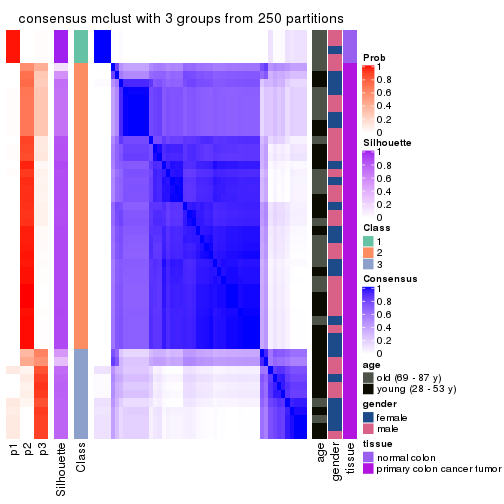 consensus mclust with 3 groups from 250 partitions
Prob
1
0.8
0.6
0.4
0.2
0
Silhouette
1
0.8
0.6
0.4
0.2
0
Class
1
2
3
Consensus
1
0.8
0.6
0.4
0.2
0
age
old (69 - 87 y)
young (28 - 53 y)
gender
female
male
tissue
normal colon
primary colon cancer tumor
p1
p2
p3
Silhouette
Class
age
gender
tissue